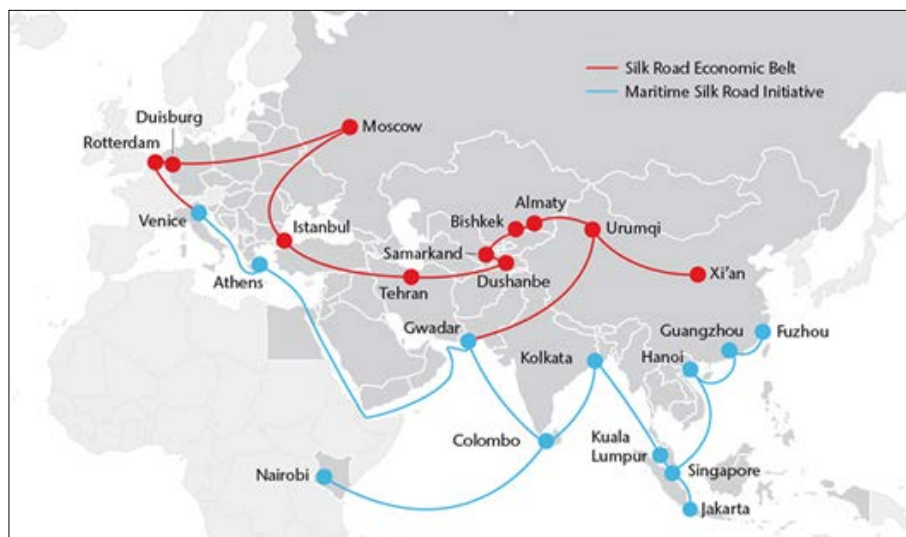 Silk Road Economic Belt
Maritime Silk Road Initiative
Duisburg
Rotterdam
Moscow
Venice
Istanbul
Athens
Almaty
Bishkek
Urumqi
Samarkand
Tehran
Dushanbe
Xi'an
Gwadar
Guangzhou
Fuzhou
Kolkata
Hanoi
Colombo
Kuala
Lumpur
Nairobi
Singapore
Jakarta